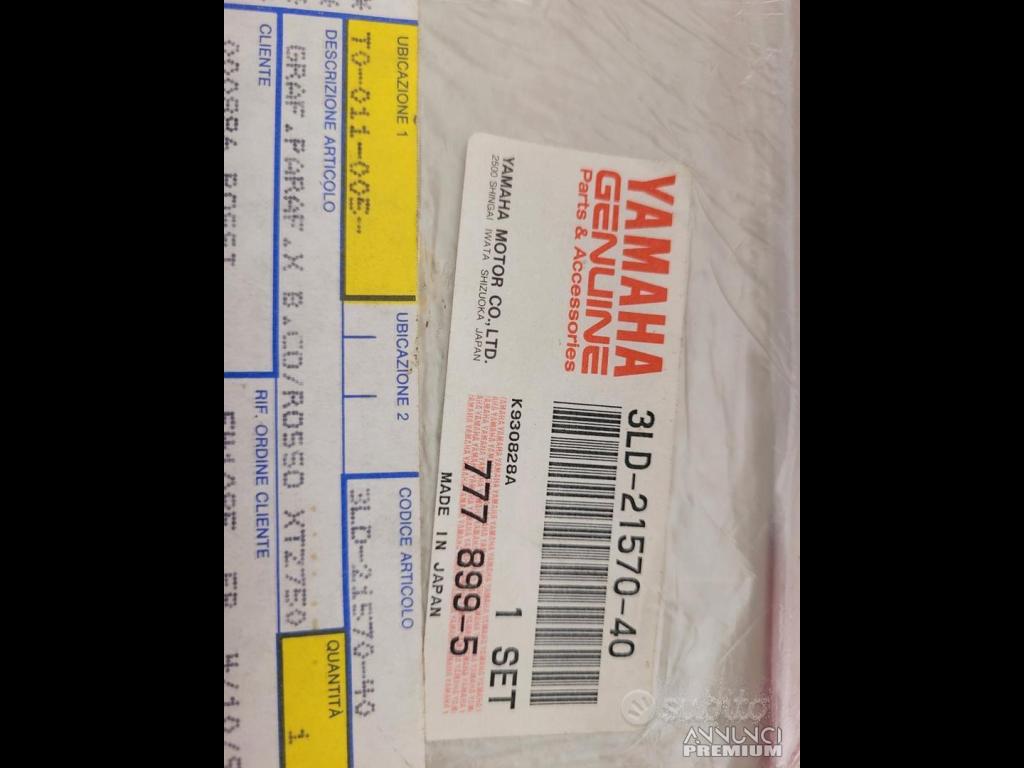 YAMAHA
GENUINE
Parts & Accessories
3LD-21570-40
1 SET
K930828A
777 899-5
YAMAHA MOTOR CO., LTD.
2500 SHINGAI IWATA SHIZUOKA JAPAN
MADE IN JAPAN
UBICAZIONE 1
T0-011-005-
UBICAZIONE 2
CODICE ARTICOLO
3LD-21570-40
DESCRIZIONE ARTICOLO
GRAF.PARAF.X B.CO/ROSSO XTZ750
QUANTITÀ
1
CLIENTE
RIF. ORDINE CLIENTE
subito
ANNUNCI
PREMIUM